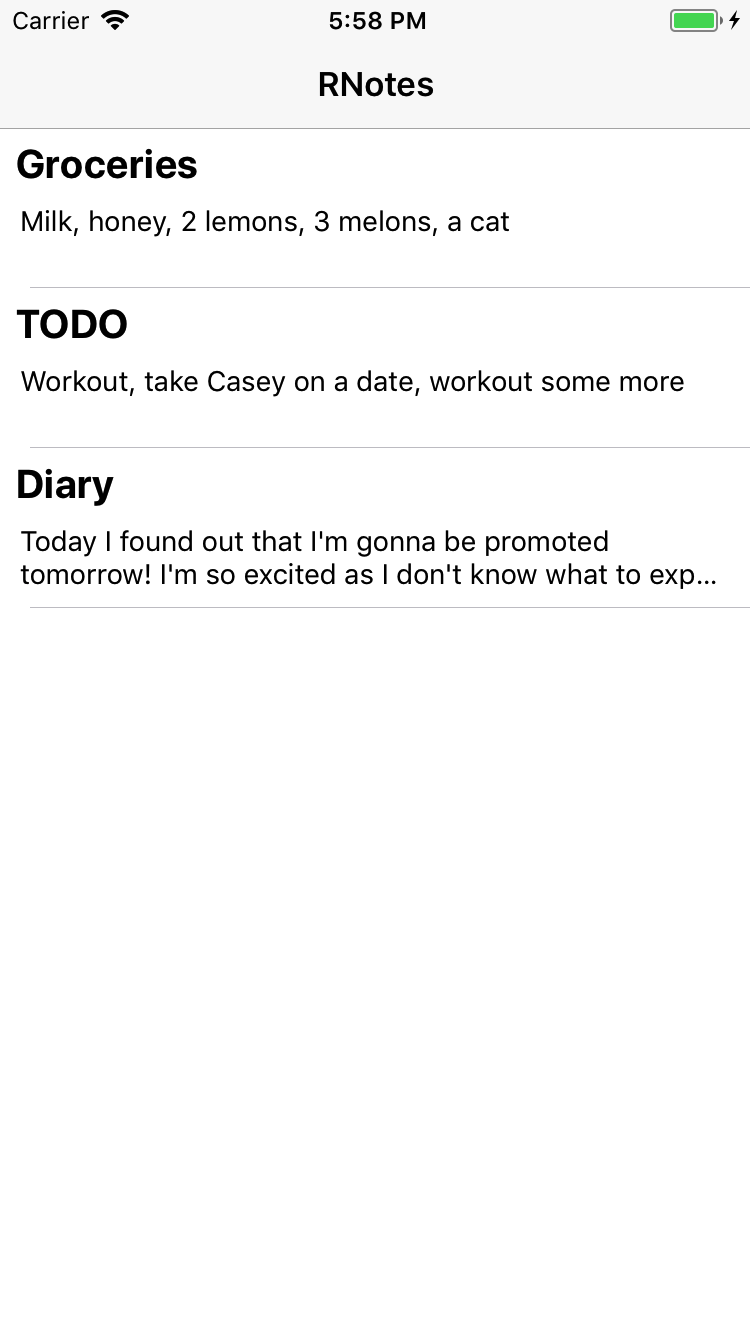 Carrier 5:58 PM
RNotes
Groceries
Milk, honey, 2 lemons, 3 melons, a cat
TODO
Workout, take Casey on a date, workout some more
Diary
Today I found out that I'm gonna be promoted
tomorrow! I'm so excited as I don't know what to exp...